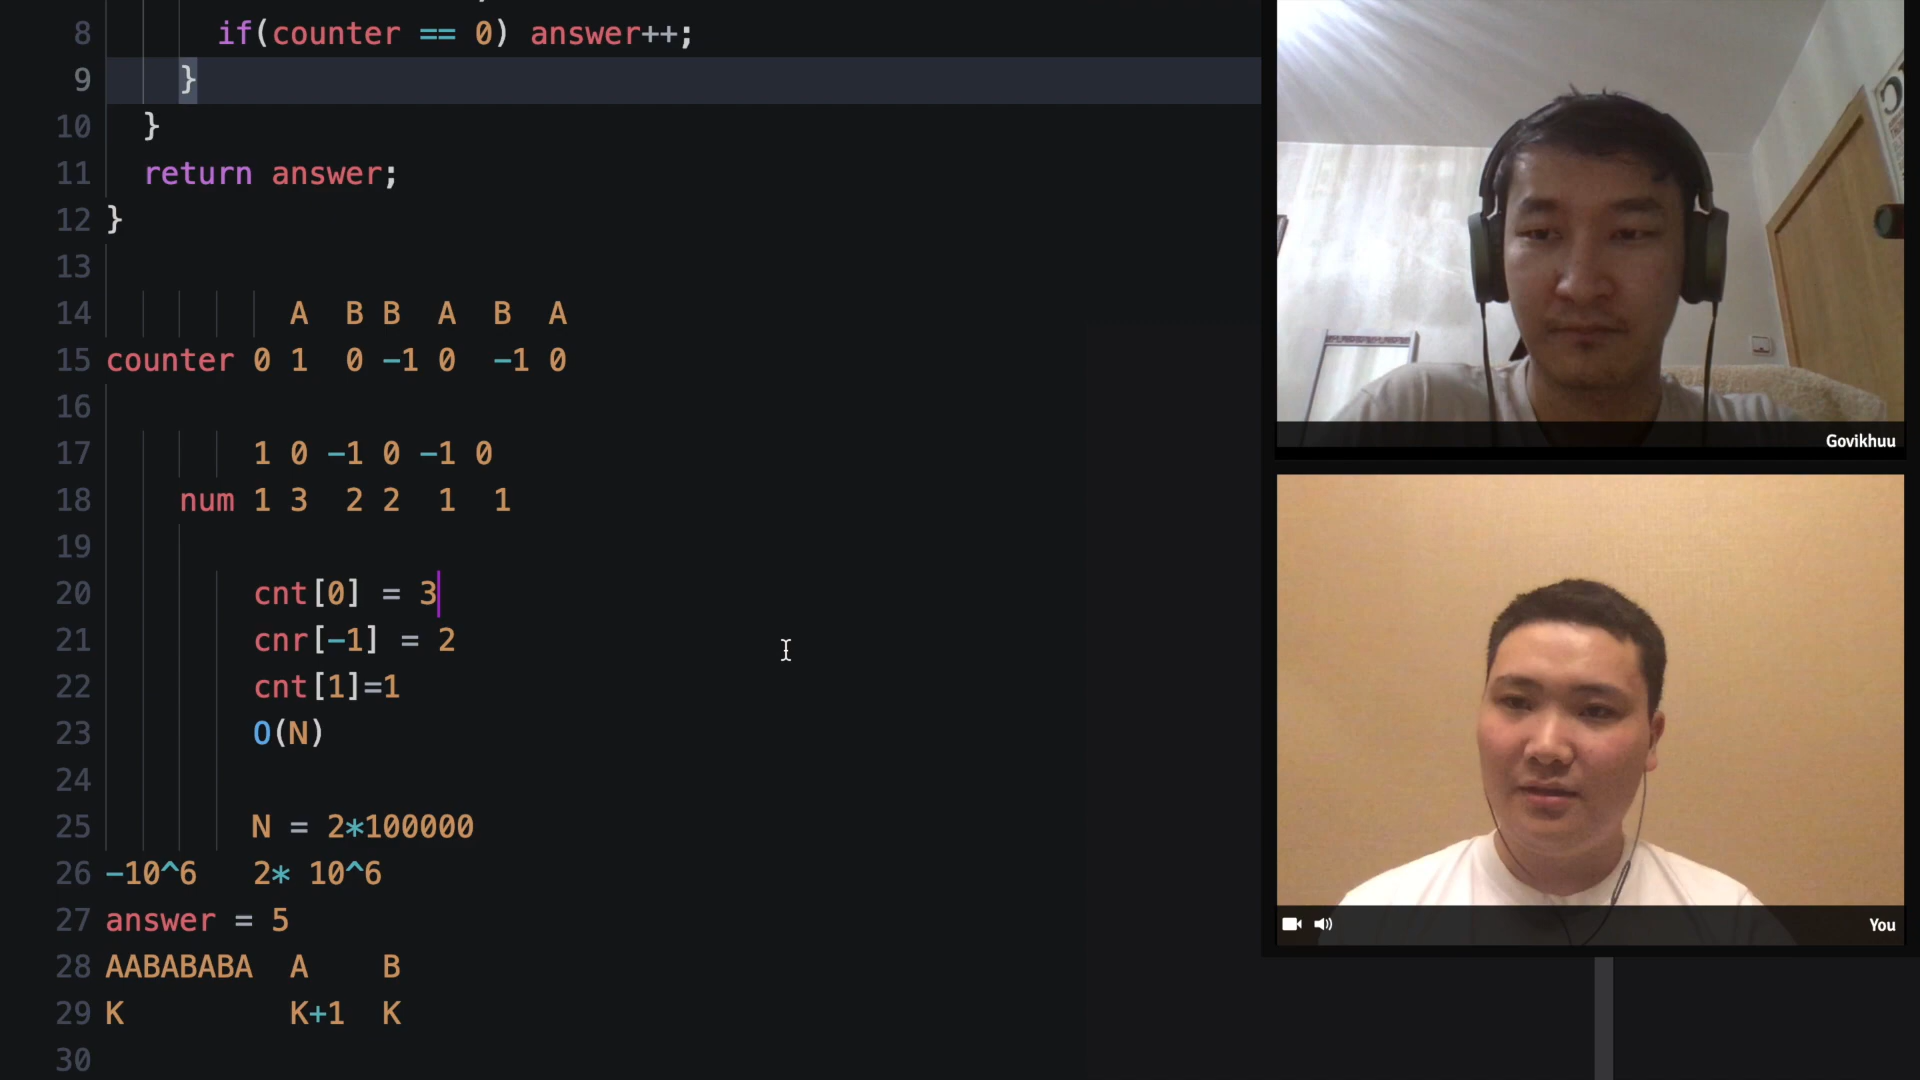 8 if(counter == 0) answer++;
9 }
10 }
11 return answer;
12 }
13
14 A B B A B A
15 counter 0 1 0 -1 0 -1 0
16
17 1 0 -1 0 -1 0
18 num 1 3 2 2 1 1
19
20 cnt[0] = 3
21 cnr[-1] = 2
22 cnt[1]=1
23 O(N)
24
25 N = 2*100000
26 -10^6 2* 10^6
27 answer = 5
28 AABABABA A B
29 K K+1 K
30
Govikhuu
You